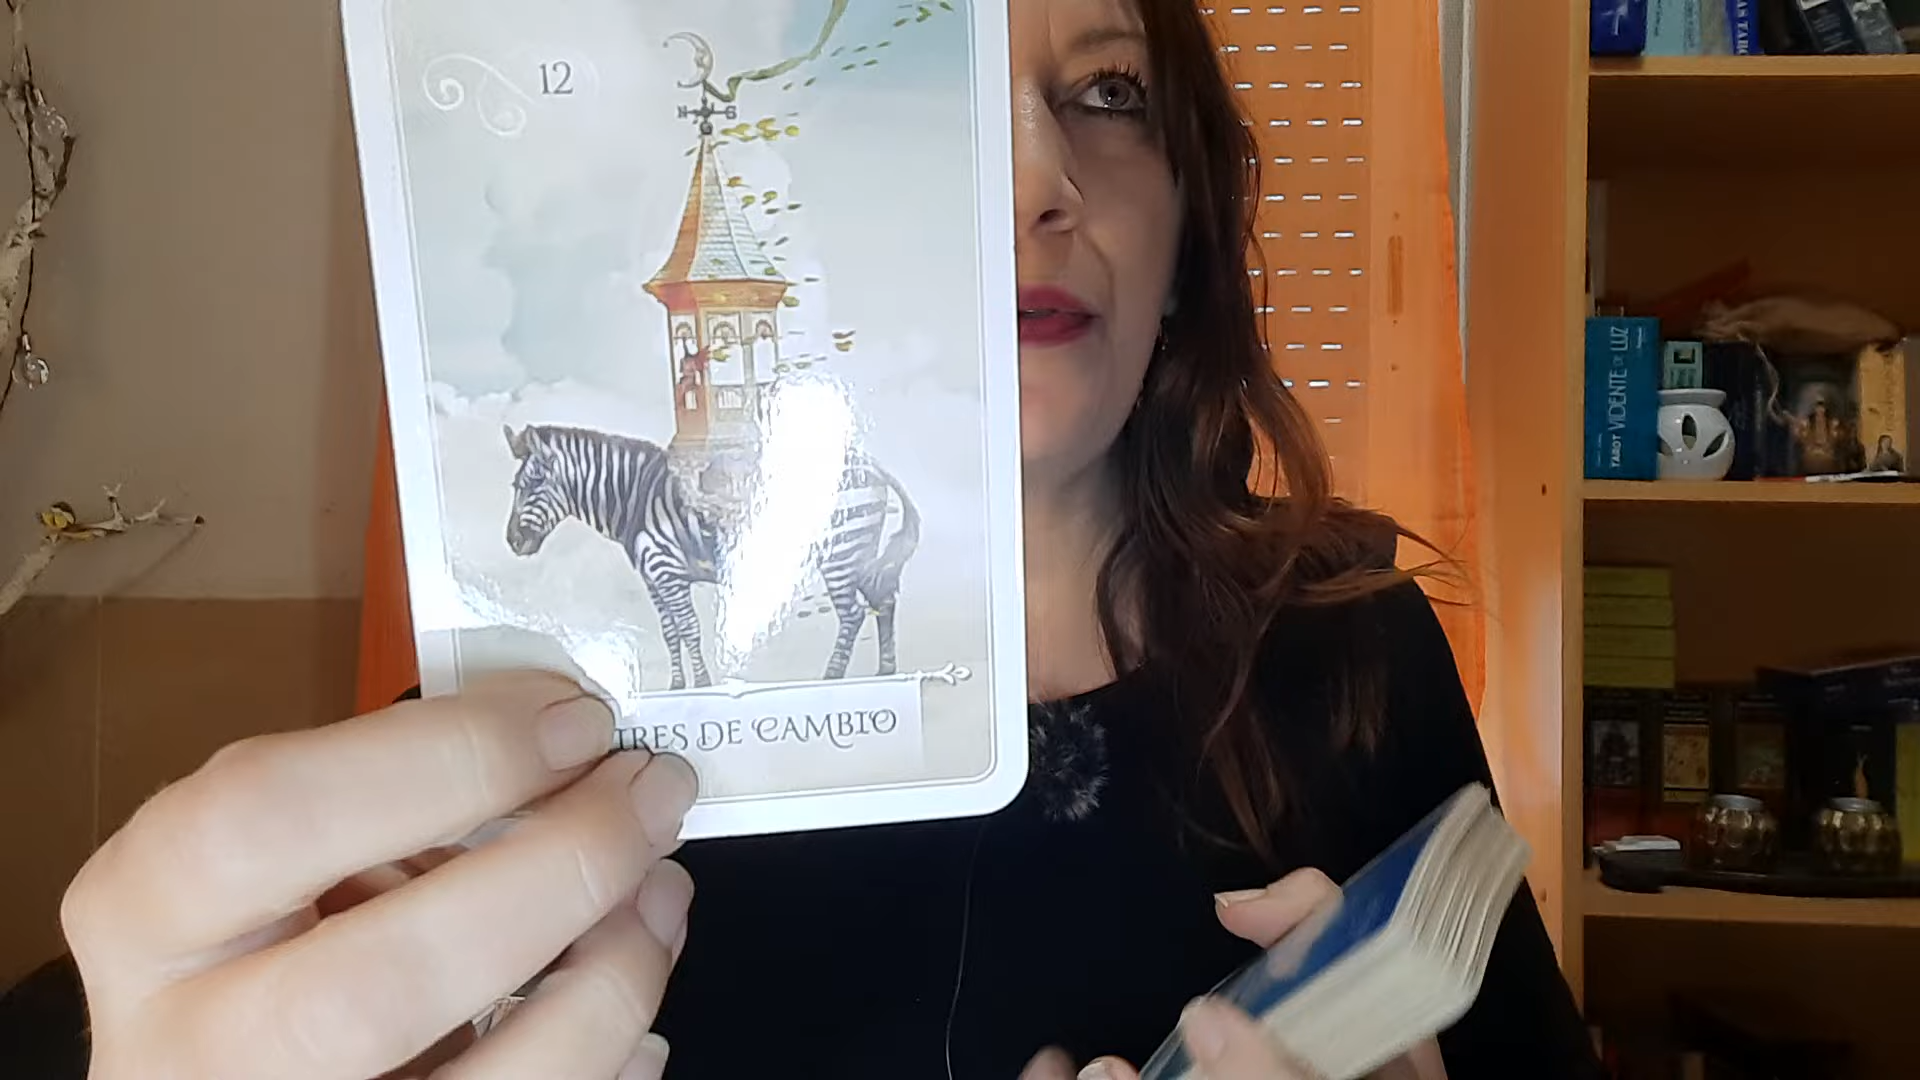 12
N S
IRES DE CAMBIO
TAROT VIDENTE DE LUZ